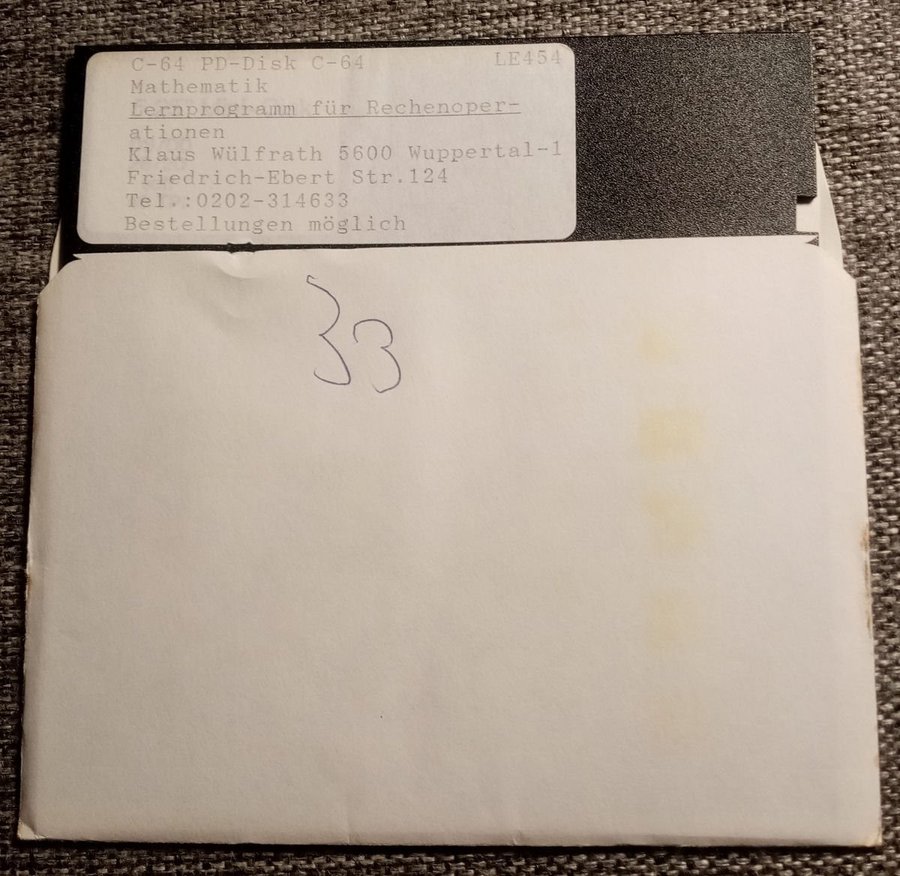 C-64 PD-Disk C-64 LE454
Mathematik
Lernprogramm für Rechenoper-
ationen
Klaus Wülfrath 5600 Wuppertal-1
Friedrich-Ebert Str.124
Tel.:0202-314633
Bestellungen möglich
33